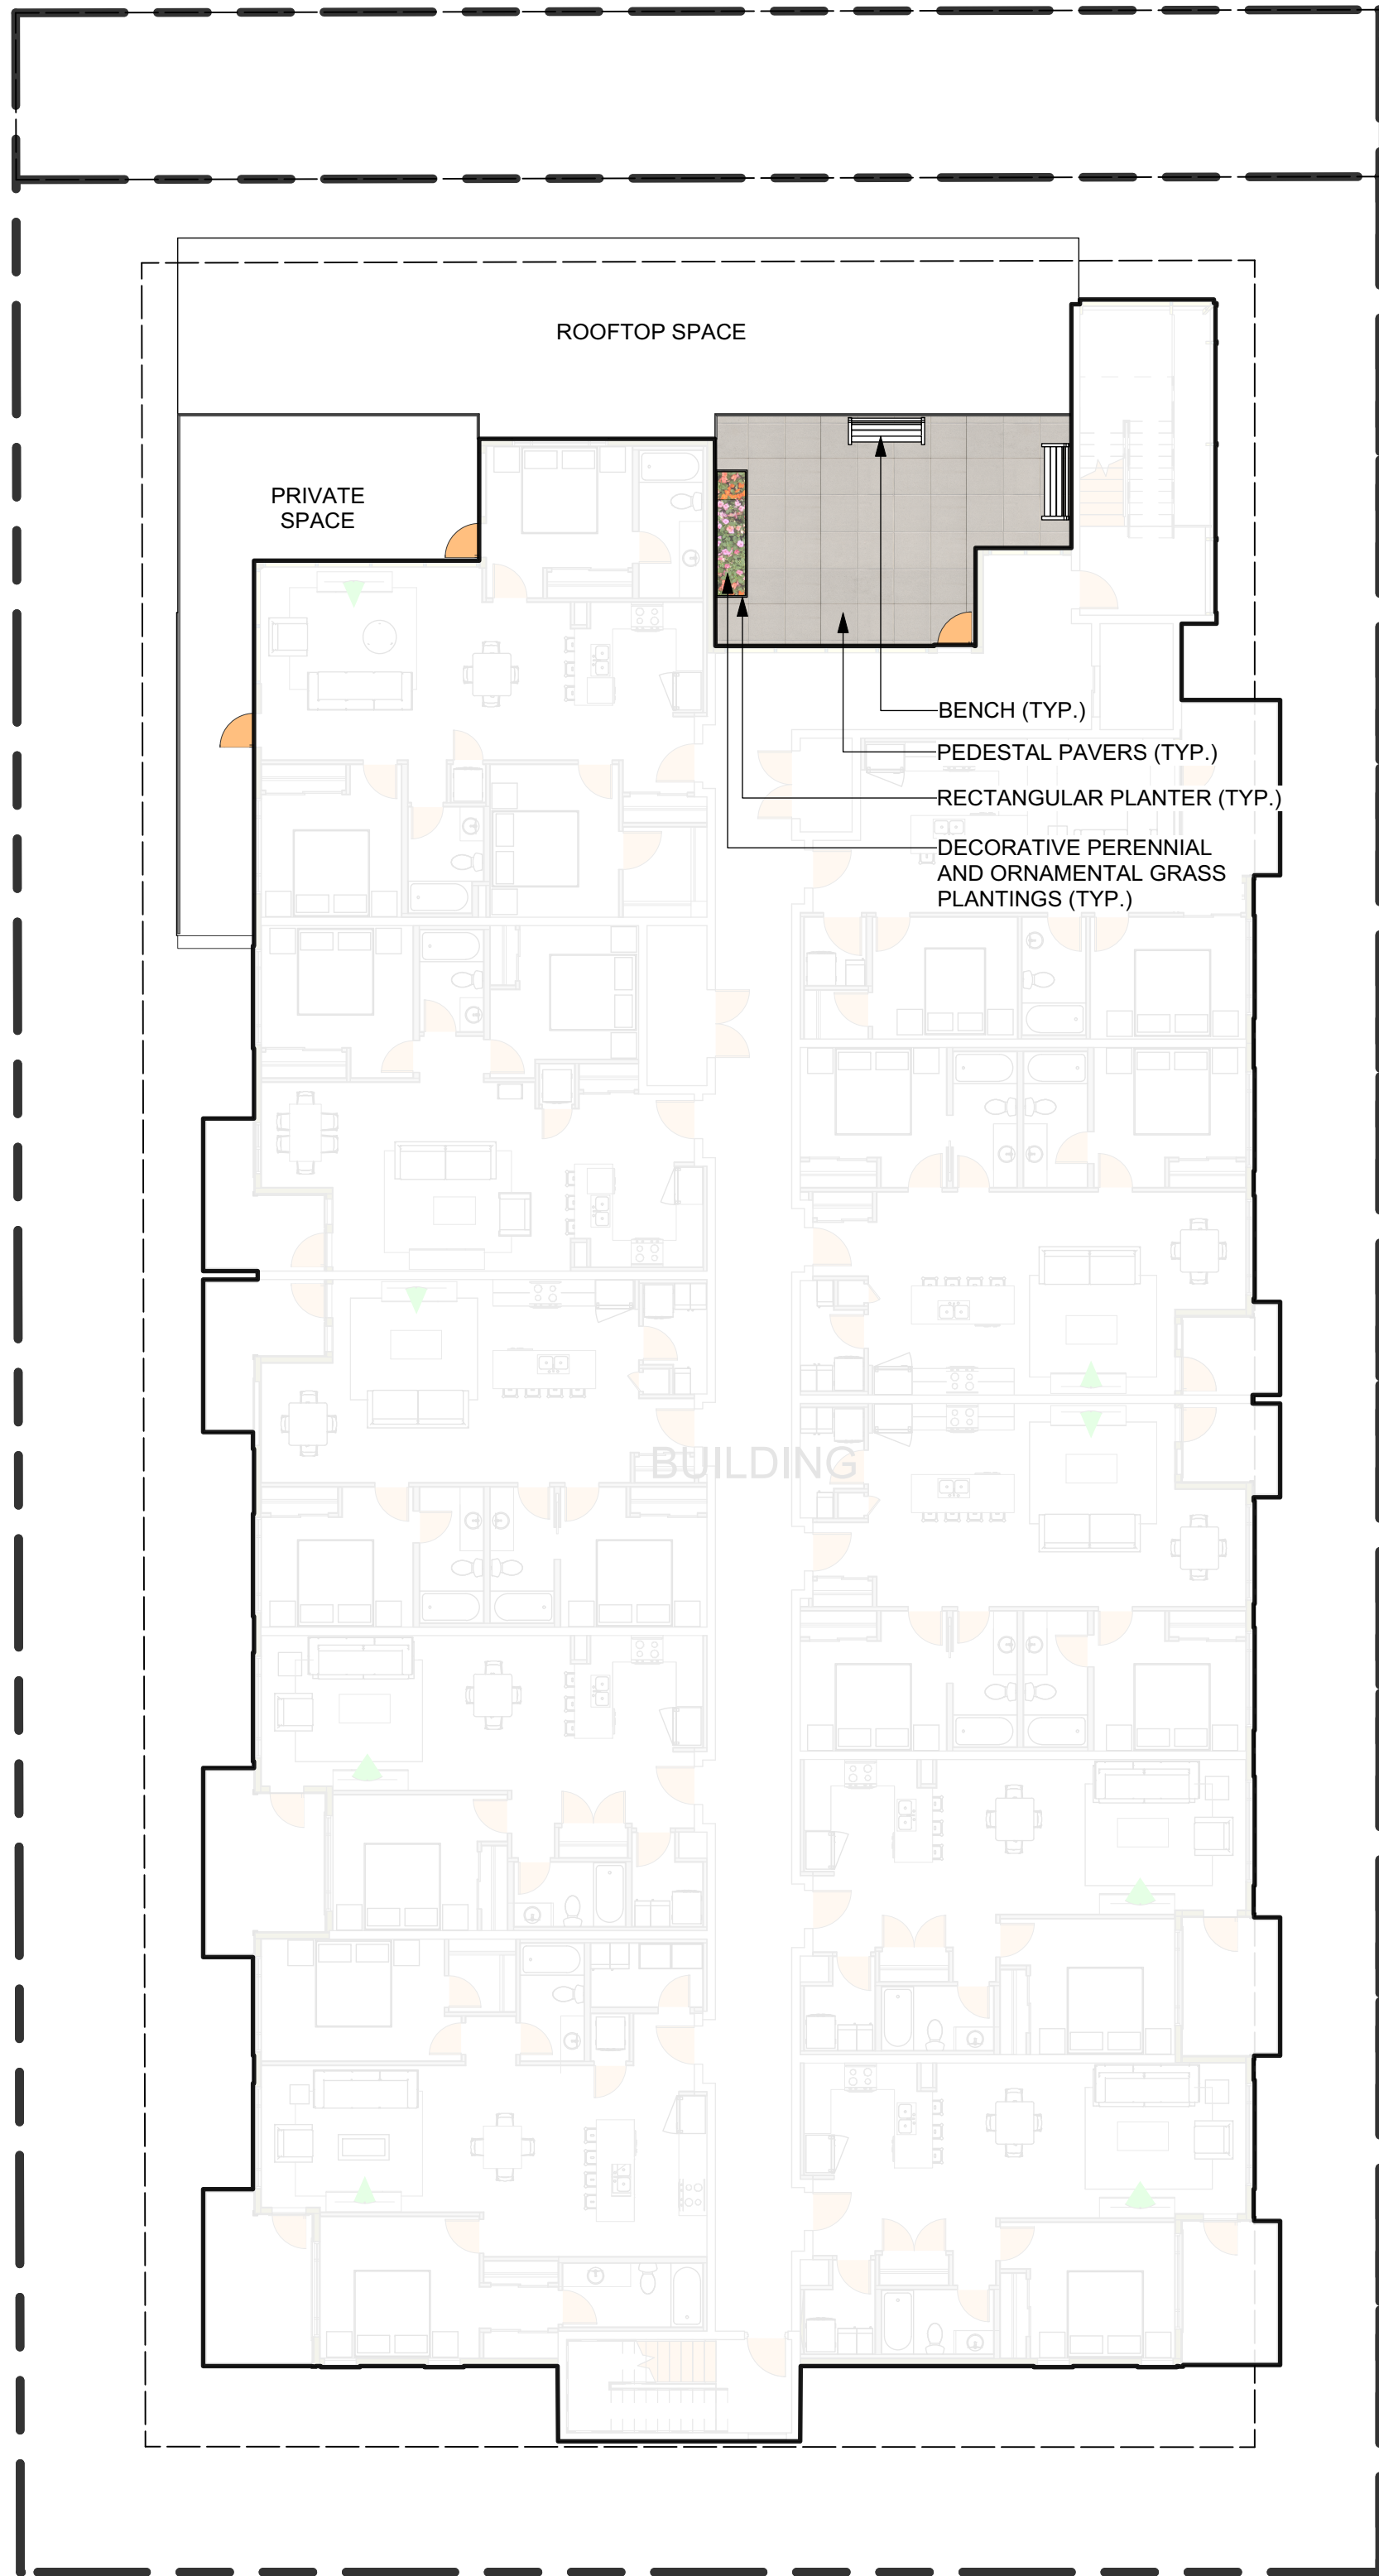 ROOFTOP SPACE
PRIVATE
SPACE
BENCH (TYP.)
PEDESTAL PAVERS (TYP.)
RECTANGULAR PLANTER (TYP.)
DECORATIVE PERENNIAL
AND ORNAMENTAL GRASS
PLANTINGS (TYP.)
BUILDING